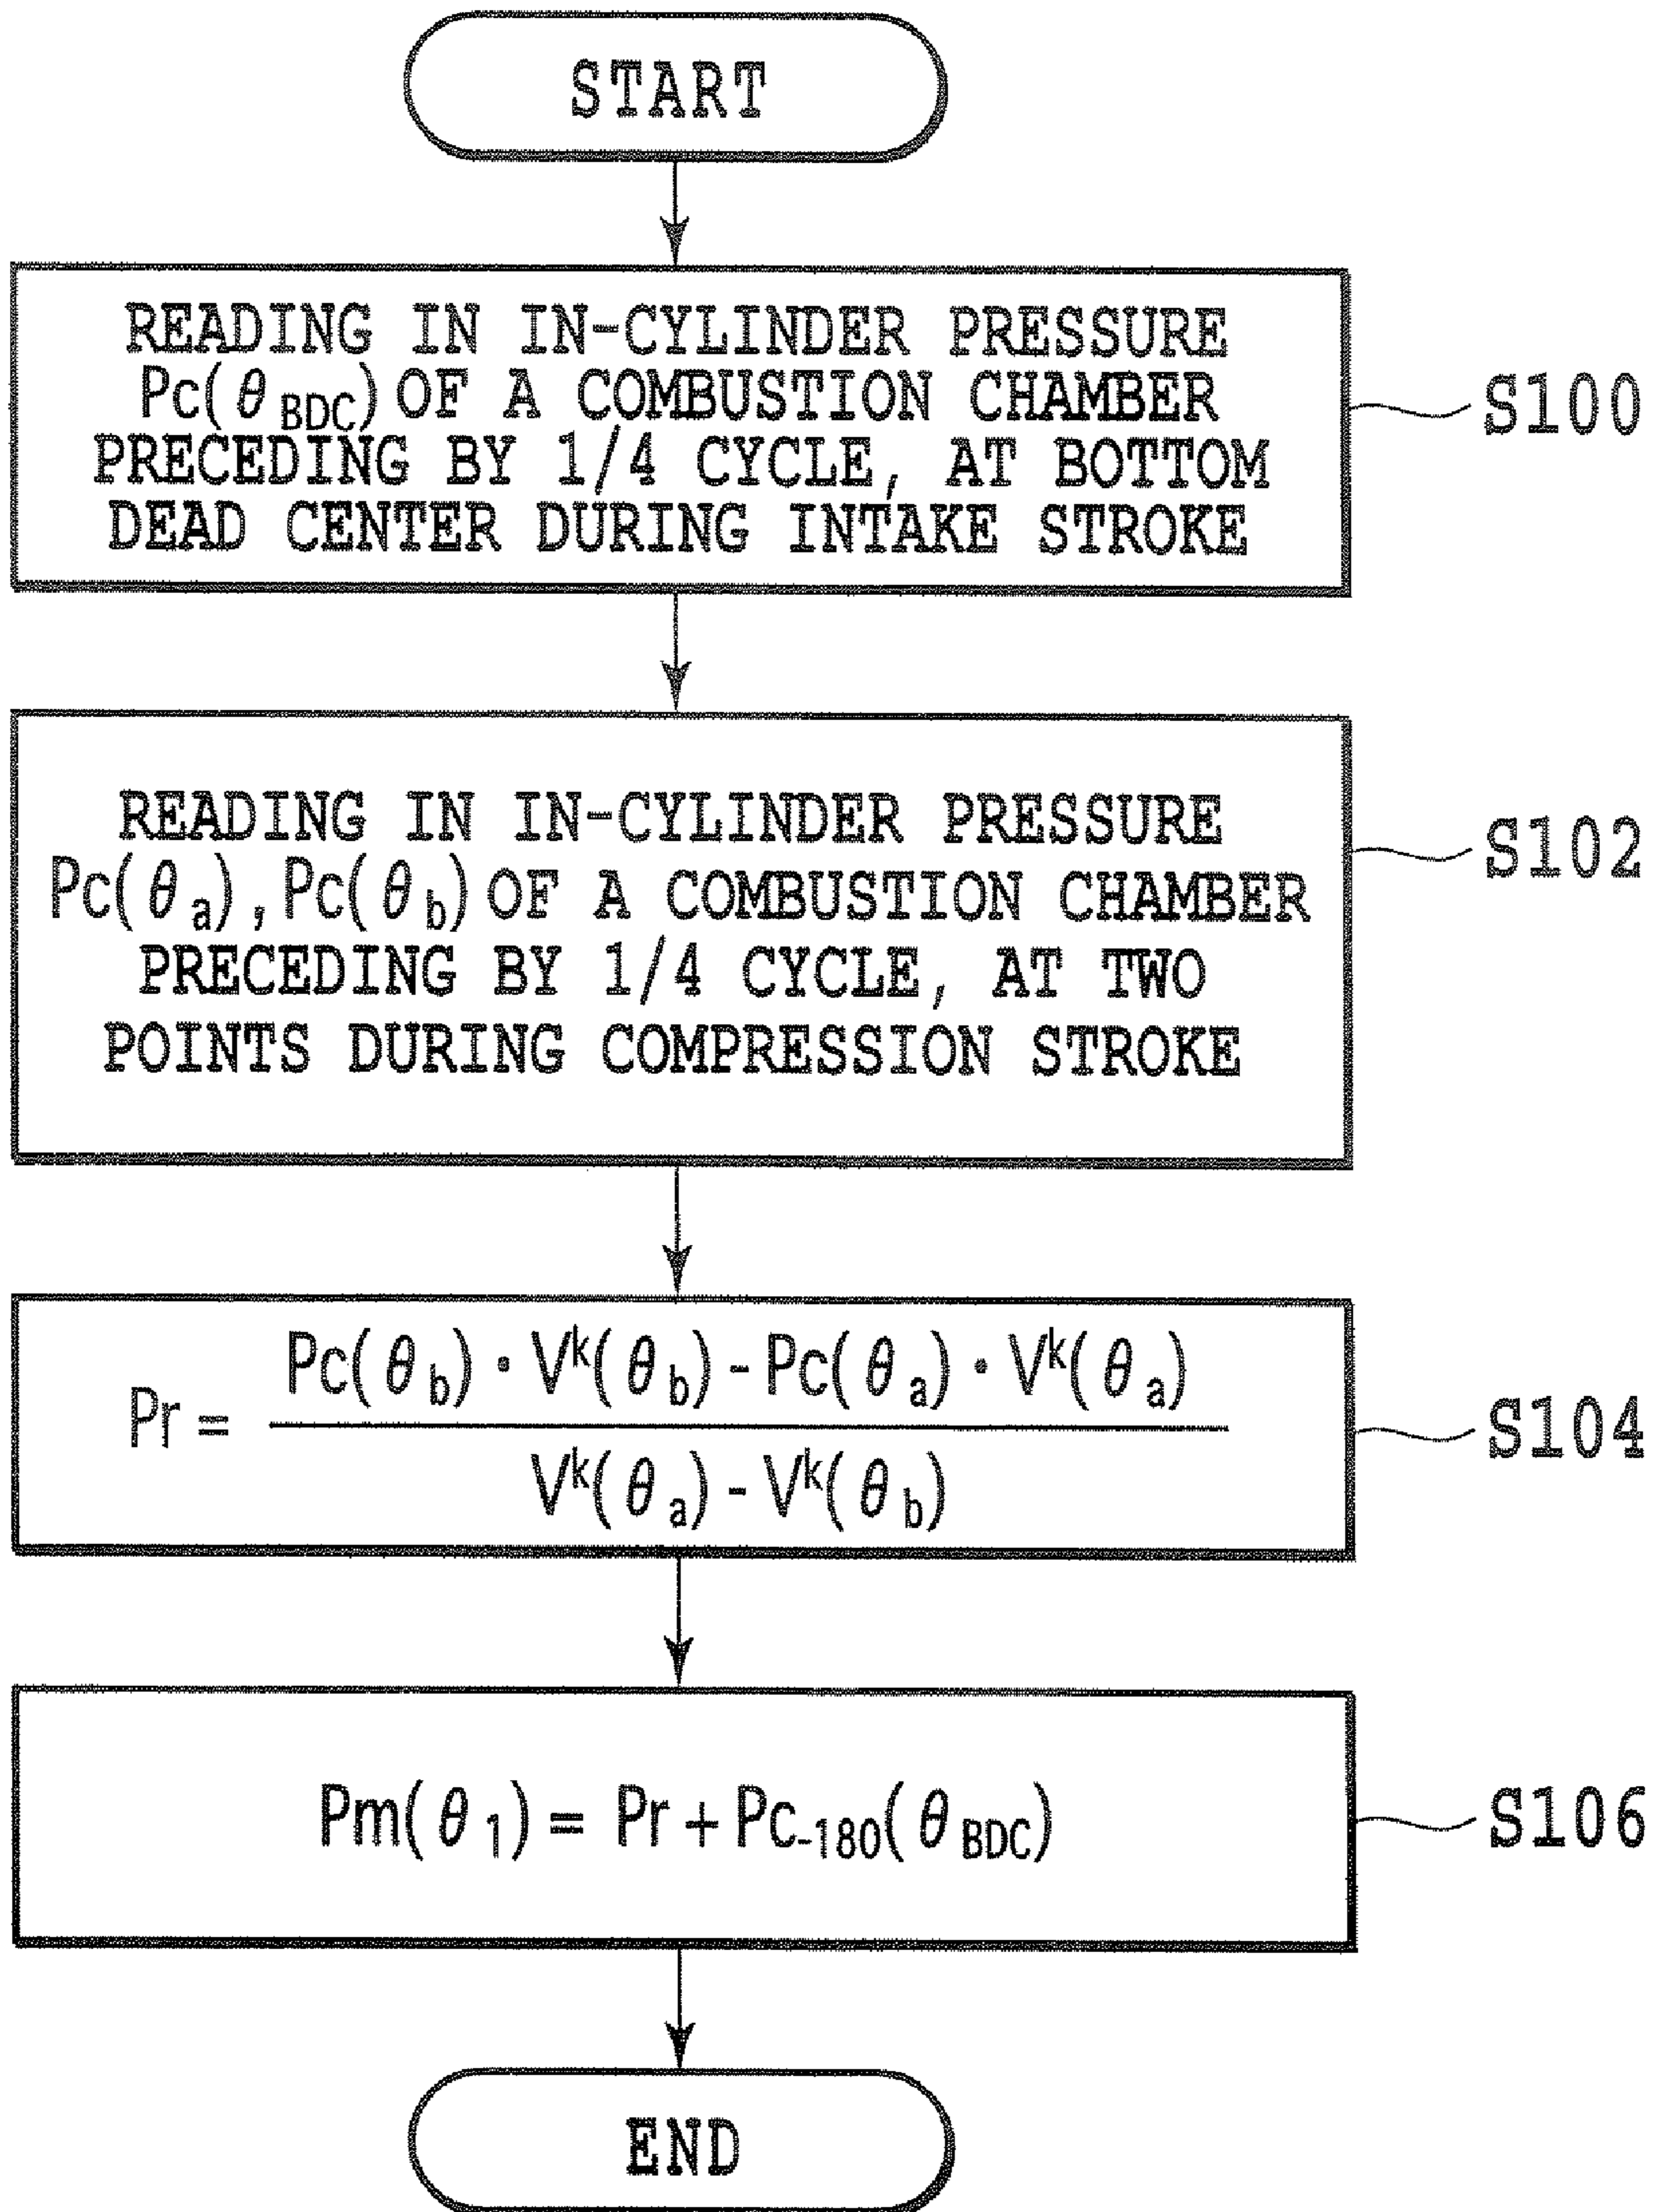 START
READING IN IN-CYLINDER PRESSURE
Pc(θBDC) OF A COMBUSTION CHAMBER
PRECEDING BY 1/4 CYCLE, AT BOTTOM
DEAD CENTER DURING INTAKE STROKE
S100
READING IN IN-CYLINDER PRESSURE
Pc(θa), Pc(θb) OF A COMBUSTION CHAMBER
PRECEDING BY 1/4 CYCLE, AT TWO
POINTS DURING COMPRESSION STROKE
S102
Pc(θb)・Vᵏ(θb) - Pc(θa)・Vᵏ(θa)
Pr =
Vᵏ(θa) - Vᵏ(θb)
S104
Pm(θ1) = Pr + Pc-180(θBDC)
S106
END